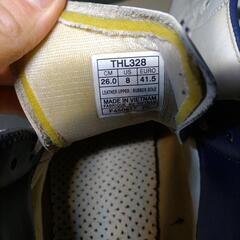 THL328
CM US EURO
26.0 8 41.5
LEATHER UPPER / RUBBER SOLE
MADE IN VIETNAM